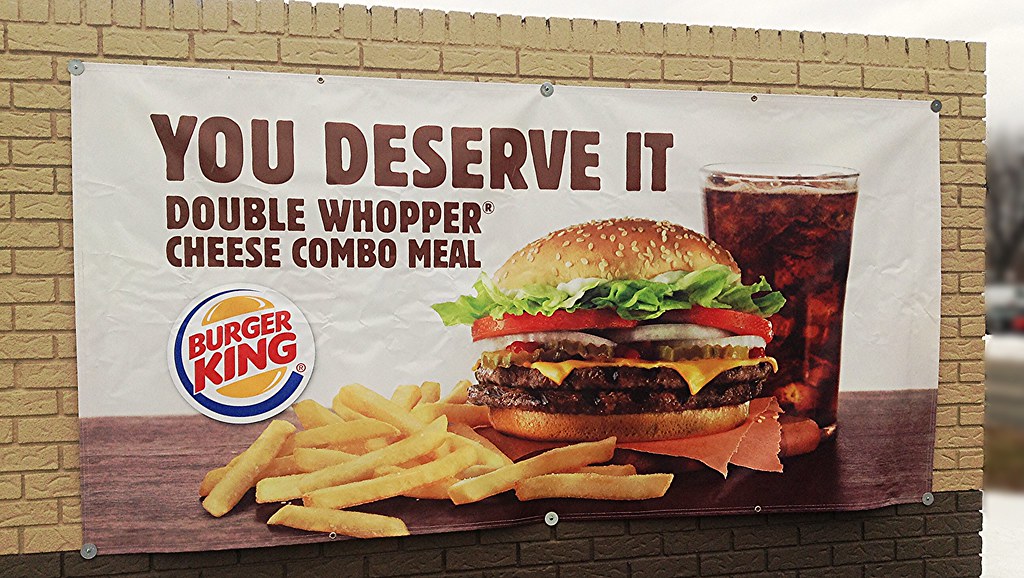 YOU DESERVE IT
DOUBLE WHOPPER®
CHEESE COMBO MEAL
BURGER
KING®